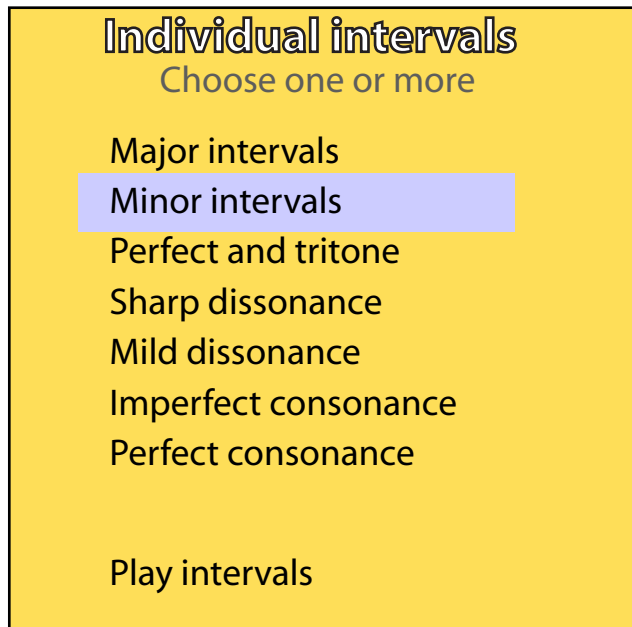 Individual intervals
Choose one or more
Major intervals
Minor intervals
Perfect and tritone
Sharp dissonance
Mild dissonance
Imperfect consonance
Perfect consonance
Play intervals